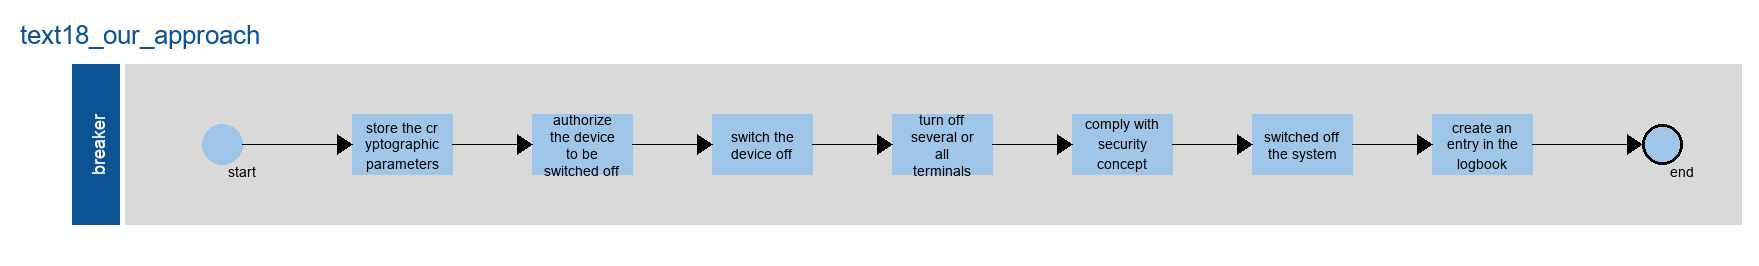 text18_our_approach
breaker
start
store the cr
yptographic
parameters
authorize
the device
to be
switched off
switch the
device off
turn off
several or
all
terminals
comply with
security
concept
switched off
the system
create an
entry in the
logbook
end